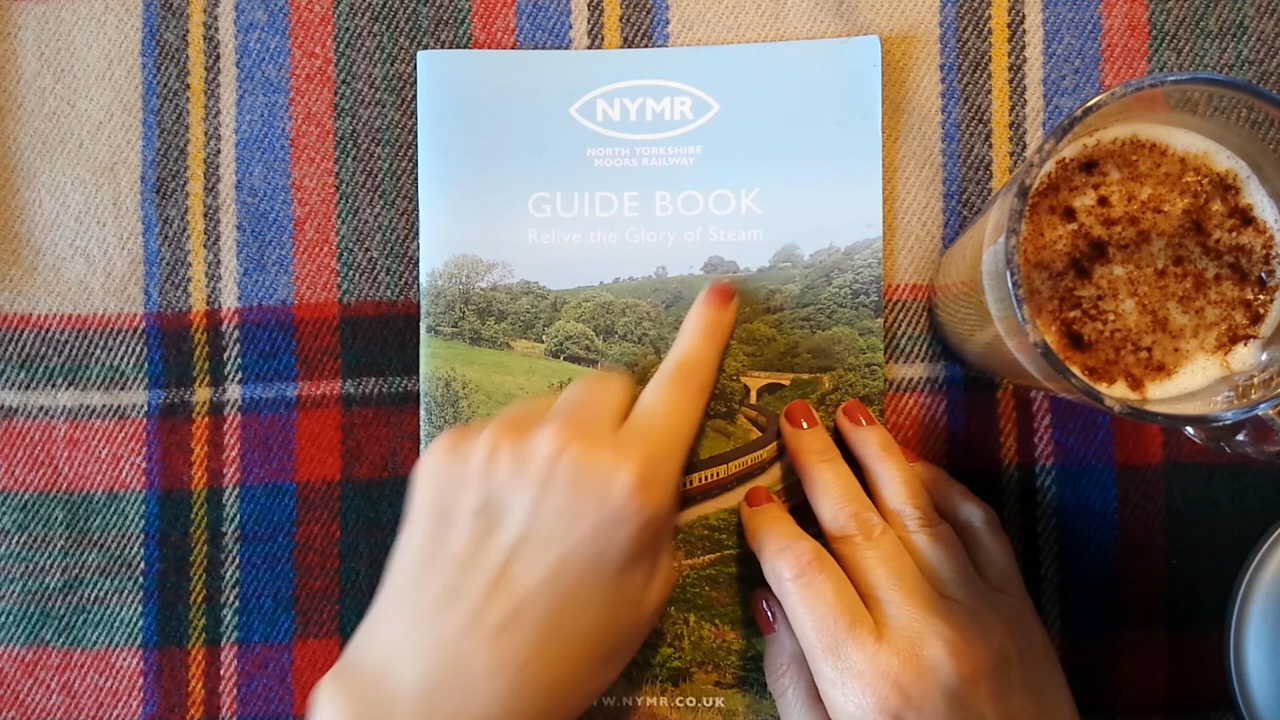 NYMR
NORTH YORKSHIRE
MOORS RAILWAY
GUIDE BOOK
Relive the Glory of Steam
W.NYMR.CO.UK